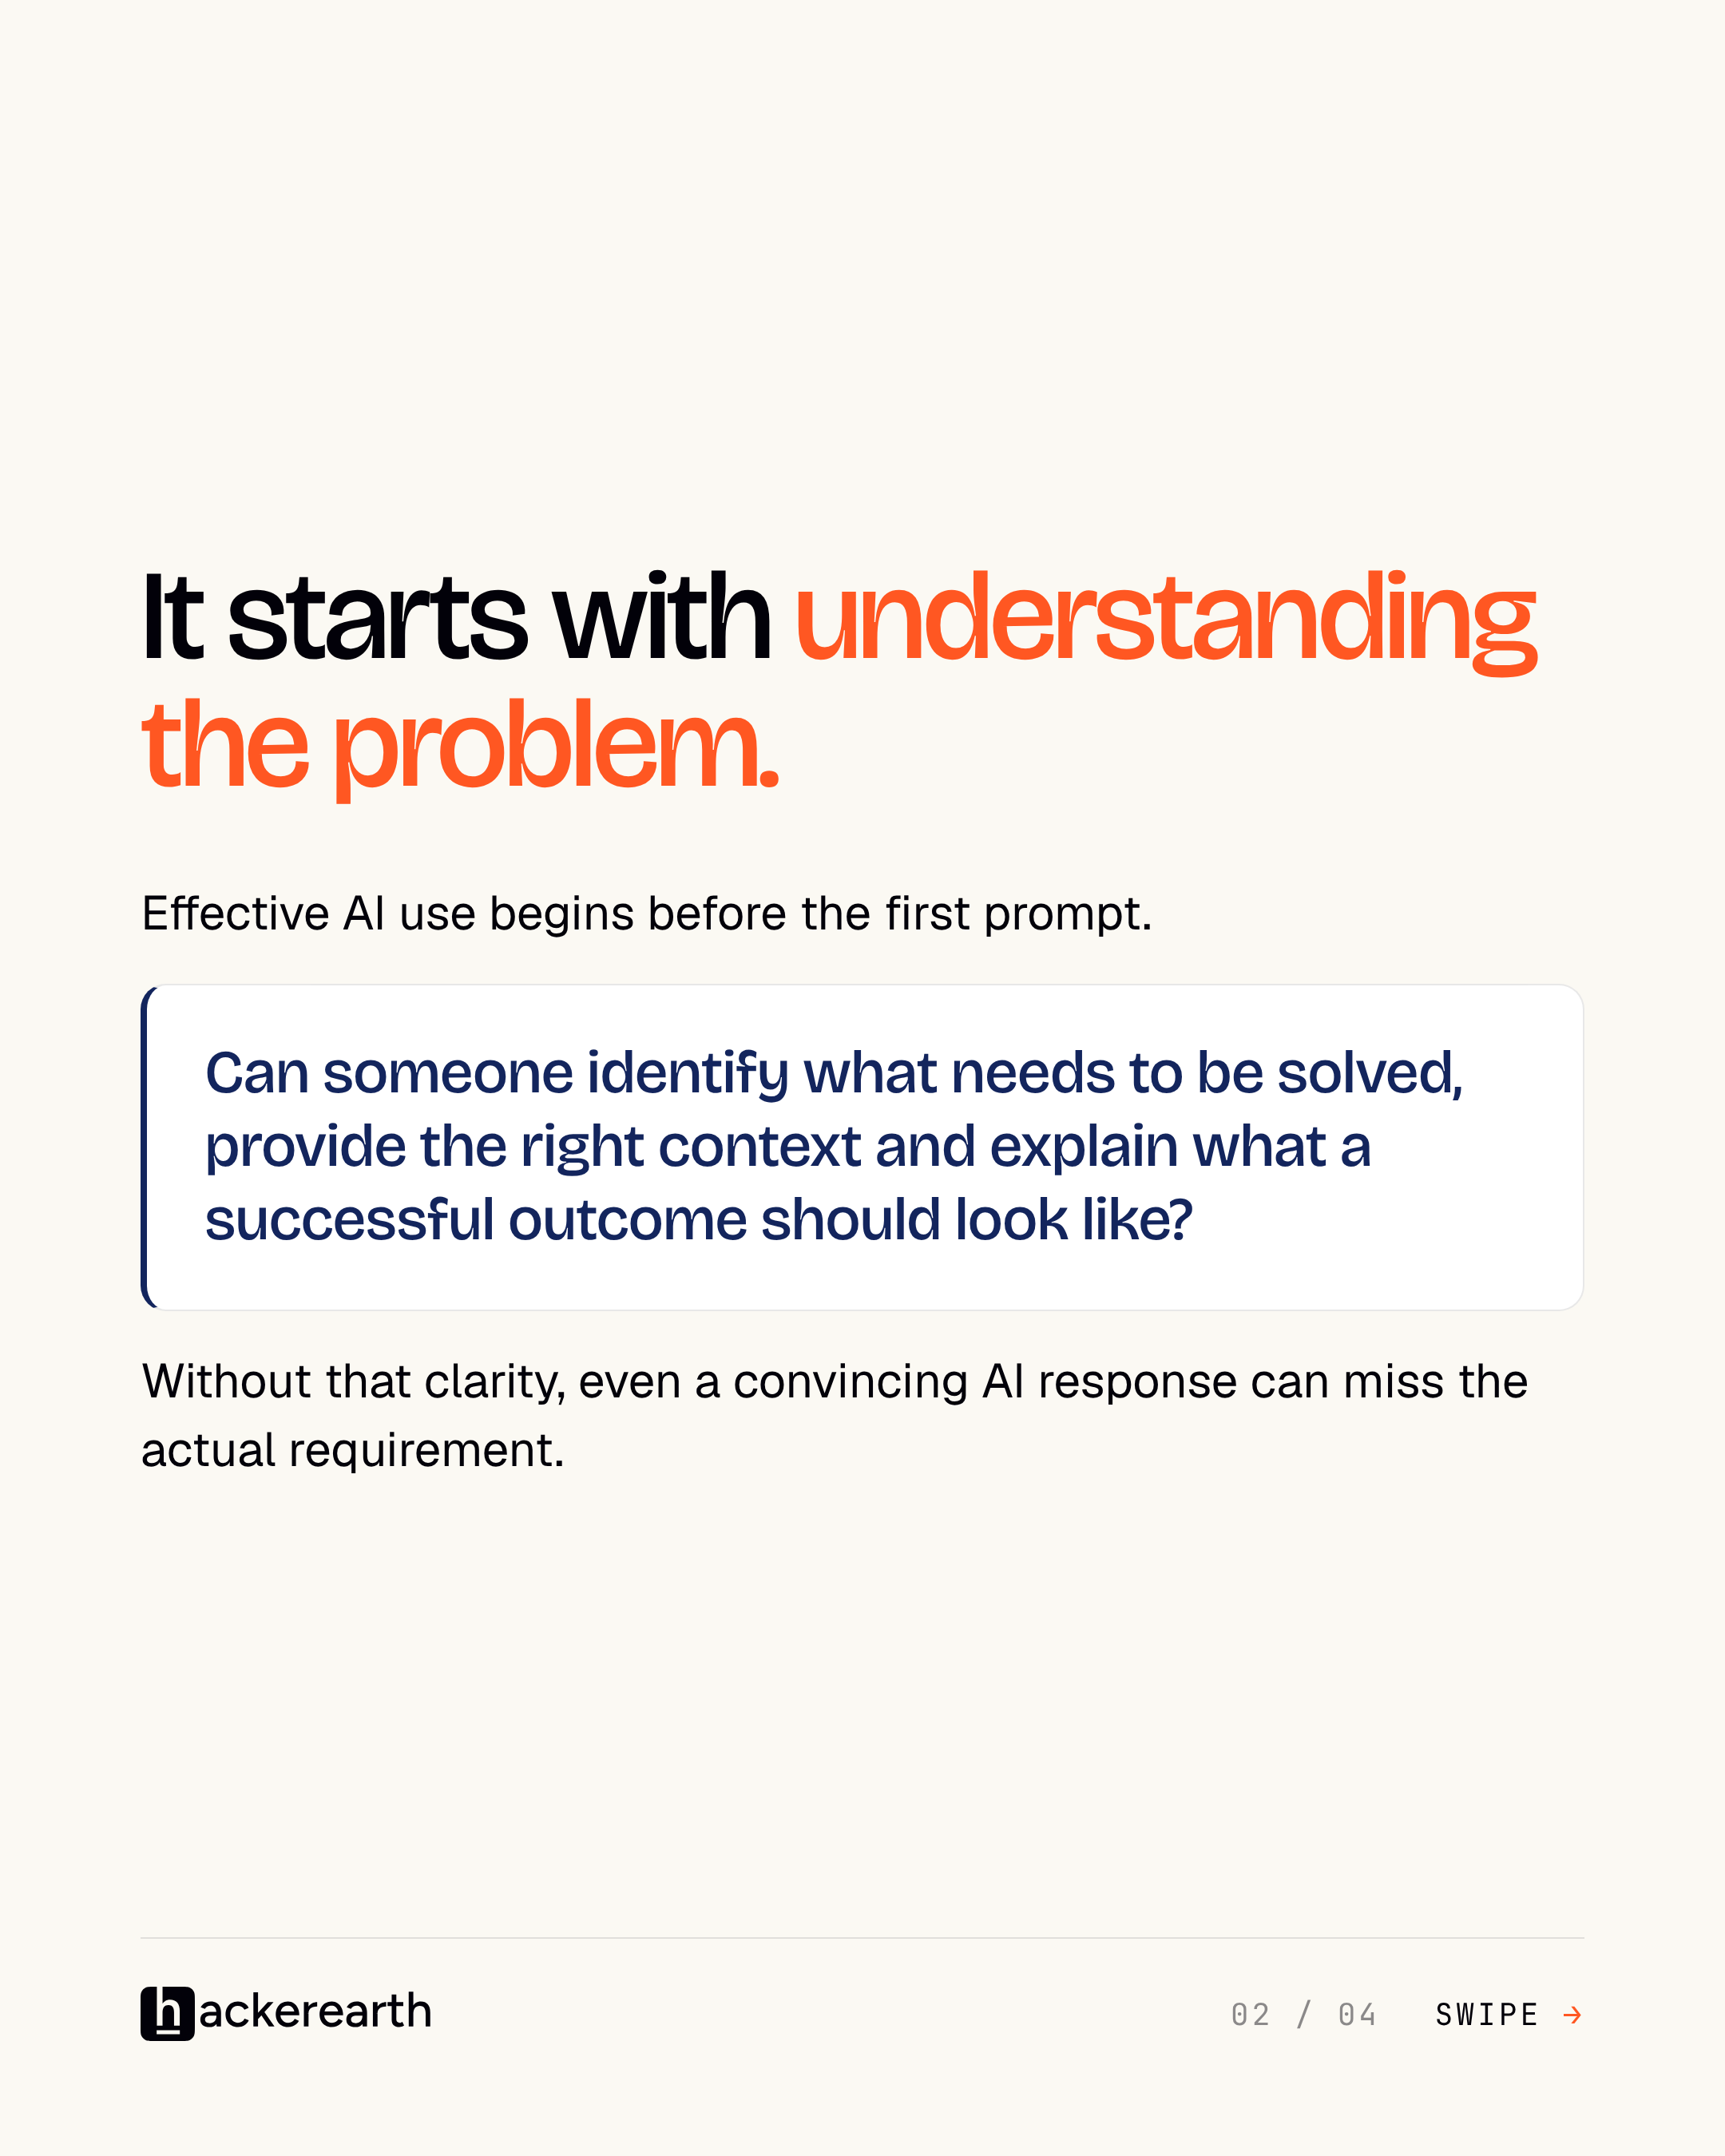 It starts with understanding
the problem.
Effective AI use begins before the first prompt.
Can someone identify what needs to be solved,
provide the right context and explain what a
successful outcome should look like?
Without that clarity, even a convincing AI response can miss the
actual requirement.
hackerearth
02 / 04 SWIPE →